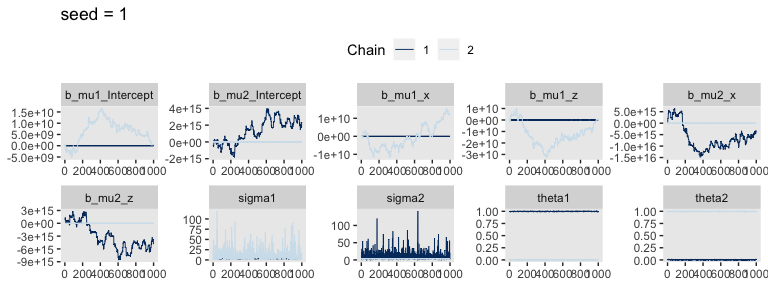 seed = 1
Chain 1 2
b_mu1_Intercept b_mu2_Intercept b_mu1_x b_mu1_z b_mu2_x
1.5e+10
1.0e+10
5.0e+09
0.0e+00
-5.0e+09
4e+15
2e+15
0e+00
-2e+15
1e+10
0e+00
-1e+10
1e+10
0e+00
-1e+10
-2e+10
-3e+10
5.0e+15
0.0e+00
-5.0e+15
-1.0e+16
-1.5e+16
0 200 400 600 800 1000 0 200 400 600 800 1000 0 200 400 600 800 1000 0 200 400 600 800 1000 0 200 400 600 800 1000
b_mu2_z sigma1 sigma2 theta1 theta2
3e+15
0e+00
-3e+15
-6e+15
-9e+15
100
75
50
25
0
100
50
0
1.00
0.75
0.50
0.25
0.00
1.00
0.75
0.50
0.25
0.00
0 200 400 600 800 1000 0 200 400 600 800 1000 0 200 400 600 800 1000 0 200 400 600 800 1000 0 200 400 600 800 1000